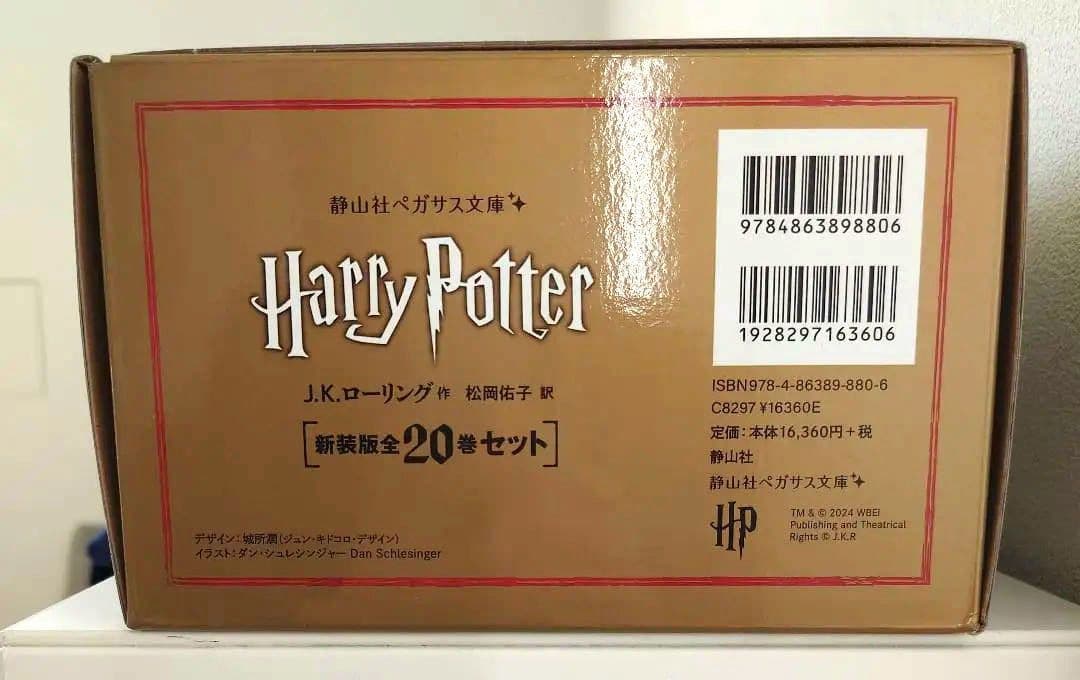 静山社ペガサス文庫
Harry Potter
J.K.ローリング 作 松岡佑子 訳
[新装版全20巻セット]
デザイン:城所潤(ジュン・キドコロ・デザイン)
イラスト:ダン・シュレシンジャー Dan Schlesinger
9784863898806
1928297163606
ISBN978-4-86389-880-6
C8297 ¥16360E
定価:本体16,360円+税
静山社
静山社ペガサス文庫
HP
TM & © 2024 WBEI
Publishing and Theatrical
Rights © J.K.R